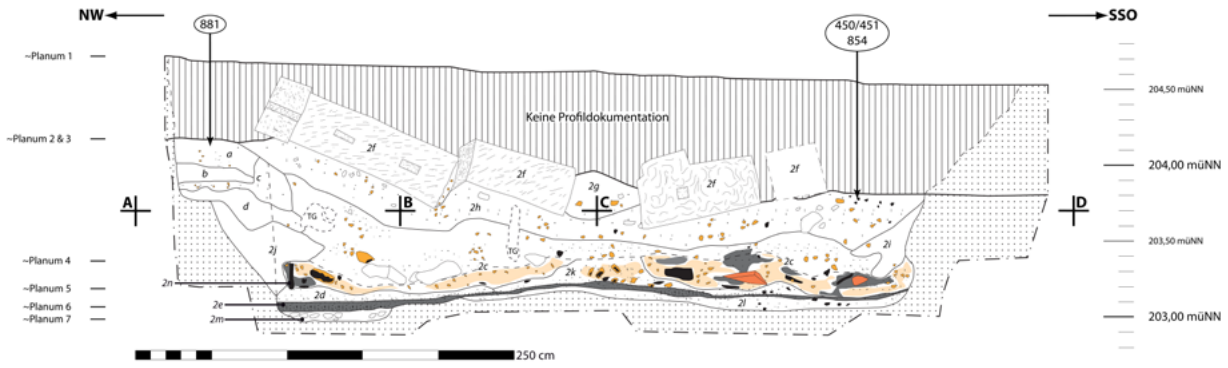 NW
SSO
881
450/451
854
~Planum 1
204,50 müNN
Keine Profildokumentation
~Planum 2 & 3
2f
a
2f
2f
2f
204,00 müNN
b
c
2g
2h
A
B
C
D
d
TG
TG
203,50 müNN
2j
2i
~Planum 4
2c
2c
2k
2n
~Planum 5
2d
2e
2l
~Planum 6
2m
~Planum 7
203,00 müNN
250 cm